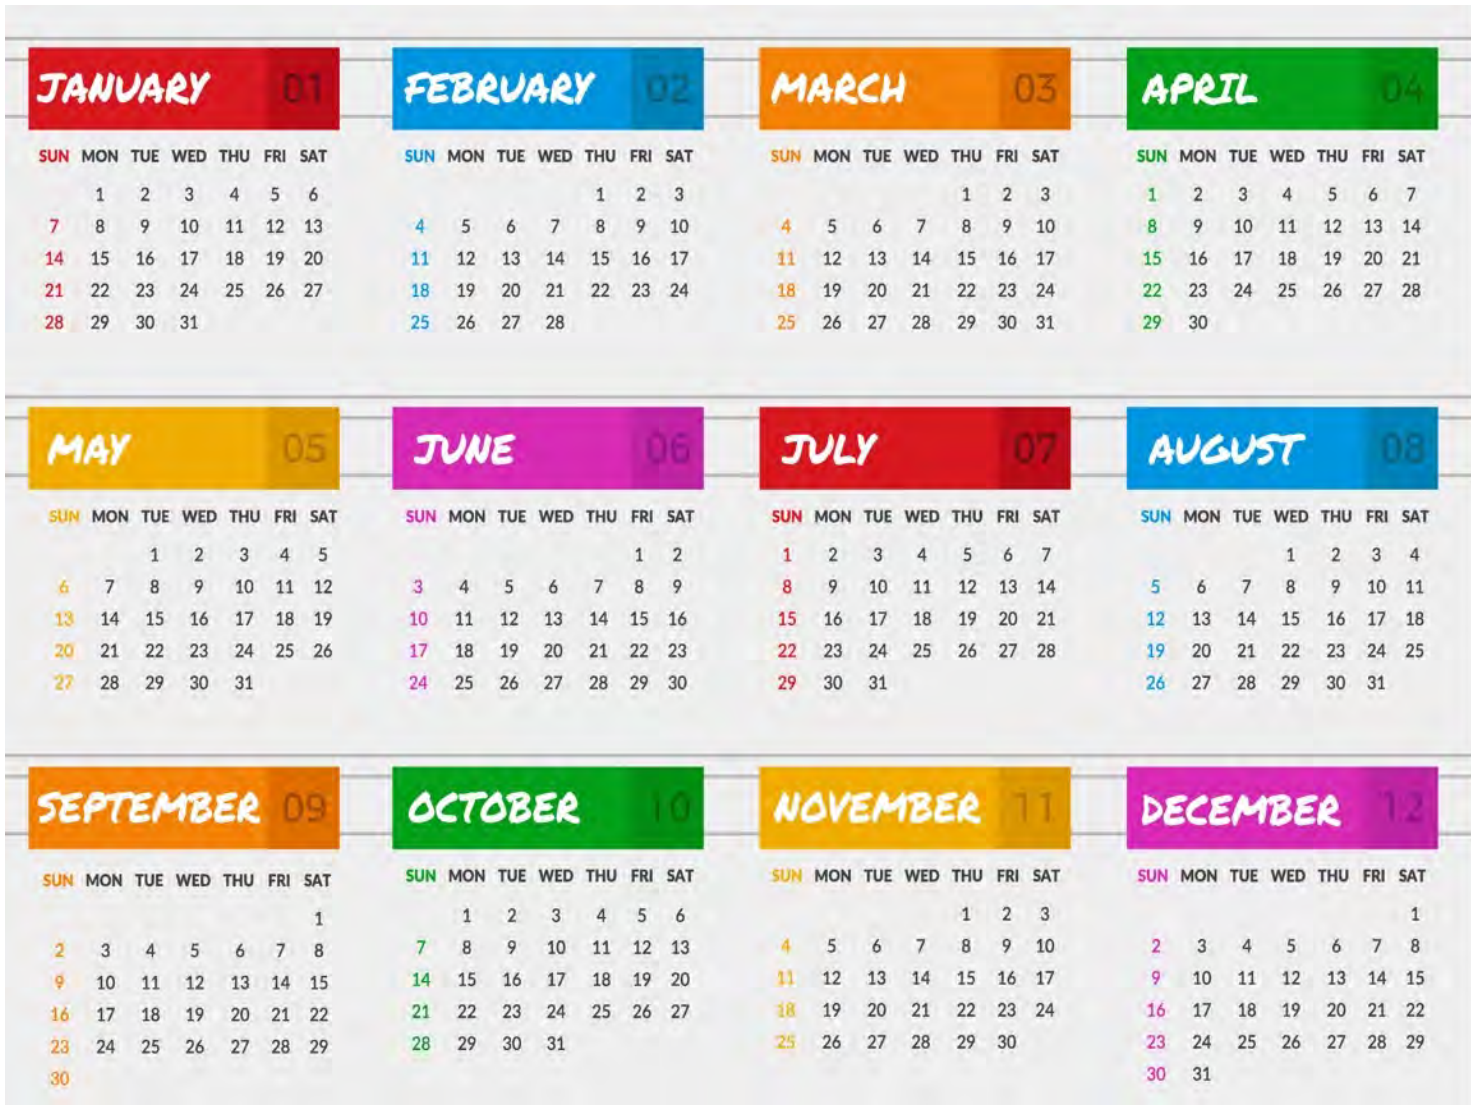 JANUARY 01
SUN MON TUE WED THU FRI SAT
1 2 3 4 5 6
7 8 9 10 11 12 13
14 15 16 17 18 19 20
21 22 23 24 25 26 27
28 29 30 31
FEBRUARY 02
SUN MON TUE WED THU FRI SAT
1 2 3
4 5 6 7 8 9 10
11 12 13 14 15 16 17
18 19 20 21 22 23 24
25 26 27 28
MARCH 03
SUN MON TUE WED THU FRI SAT
1 2 3
4 5 6 7 8 9 10
11 12 13 14 15 16 17
18 19 20 21 22 23 24
25 26 27 28 29 30 31
APRIL 04
SUN MON TUE WED THU FRI SAT
1 2 3 4 5 6 7
8 9 10 11 12 13 14
15 16 17 18 19 20 21
22 23 24 25 26 27 28
29 30
MAY 05
SUN MON TUE WED THU FRI SAT
1 2 3 4 5
6 7 8 9 10 11 12
13 14 15 16 17 18 19
20 21 22 23 24 25 26
27 28 29 30 31
JUNE 06
SUN MON TUE WED THU FRI SAT
1 2
3 4 5 6 7 8 9
10 11 12 13 14 15 16
17 18 19 20 21 22 23
24 25 26 27 28 29 30
JULY 07
SUN MON TUE WED THU FRI SAT
1 2 3 4 5 6 7
8 9 10 11 12 13 14
15 16 17 18 19 20 21
22 23 24 25 26 27 28
29 30 31
AUGUST 08
SUN MON TUE WED THU FRI SAT
1 2 3 4
5 6 7 8 9 10 11
12 13 14 15 16 17 18
19 20 21 22 23 24 25
26 27 28 29 30 31
SEPTEMBER 09
SUN MON TUE WED THU FRI SAT
1
2 3 4 5 6 7 8
9 10 11 12 13 14 15
16 17 18 19 20 21 22
23 24 25 26 27 28 29
30
OCTOBER 10
SUN MON TUE WED THU FRI SAT
1 2 3 4 5 6
7 8 9 10 11 12 13
14 15 16 17 18 19 20
21 22 23 24 25 26 27
28 29 30 31
NOVEMBER 11
SUN MON TUE WED THU FRI SAT
1 2 3
4 5 6 7 8 9 10
11 12 13 14 15 16 17
18 19 20 21 22 23 24
25 26 27 28 29 30
DECEMBER 12
SUN MON TUE WED THU FRI SAT
1
2 3 4 5 6 7 8
9 10 11 12 13 14 15
16 17 18 19 20 21 22
23 24 25 26 27 28 29
30 31